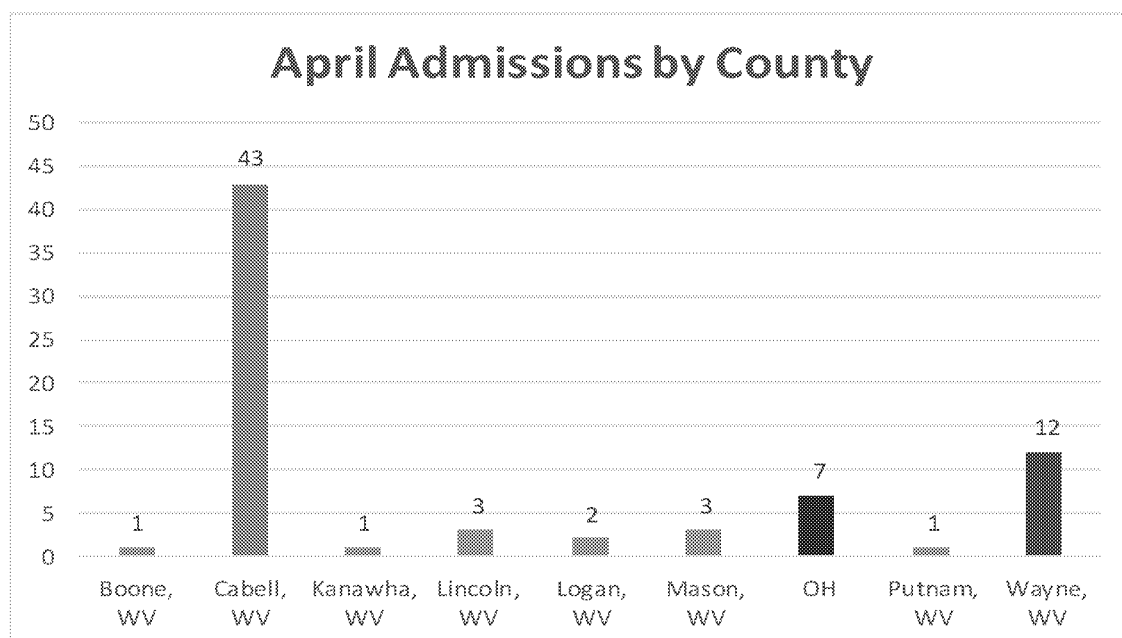 April Admissions by County
50
45
40
35
30
25
20
15
10
5
0
1
43
1
3
2
3
7
1
12
Boone, WV
Cabell, WV
Kanawha, WV
Lincoln, WV
Logan, WV
Mason, WV
OH
Putnam, WV
Wayne, WV